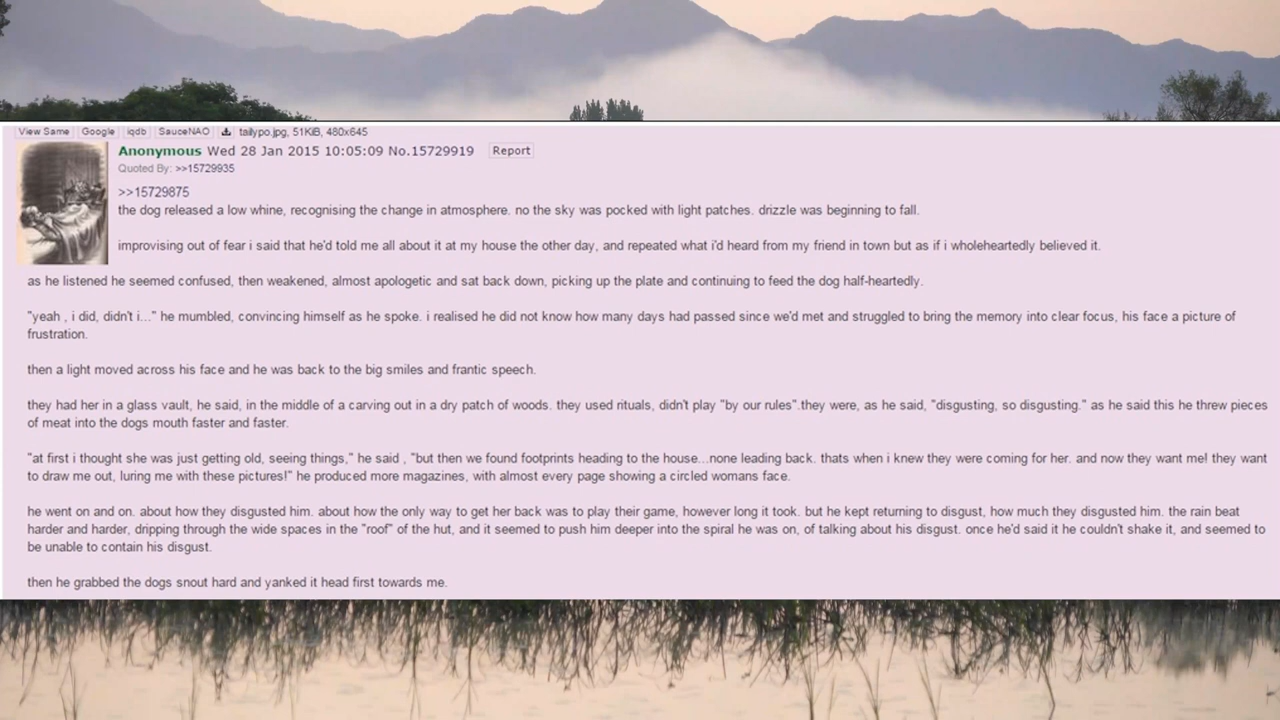 View Same Google iqdb SauceNAO tailypo.jpg, 51KiB, 480x645
Anonymous Wed 28 Jan 2015 10:05:09 No.15729919 Report
Quoted By: >>15729935
>>15729875
the dog released a low whine, recognising the change in atmosphere. no the sky was pocked with light patches. drizzle was beginning to fall.
improvising out of fear i said that he'd told me all about it at my house the other day, and repeated what i'd heard from my friend in town but as if i wholeheartedly believed it.
as he listened he seemed confused, then weakened, almost apologetic and sat back down, picking up the plate and continuing to feed the dog half-heartedly.
"yeah , i did, didn't i..." he mumbled, convincing himself as he spoke. i realised he did not know how many days had passed since we'd met and struggled to bring the memory into clear focus, his face a picture of
frustration.
then a light moved across his face and he was back to the big smiles and frantic speech.
they had her in a glass vault, he said, in the middle of a carving out in a dry patch of woods. they used rituals, didn't play "by our rules".they were, as he said, "disgusting, so disgusting." as he said this he threw pieces
of meat into the dogs mouth faster and faster.
"at first i thought she was just getting old, seeing things," he said , "but then we found footprints heading to the house...none leading back. thats when i knew they were coming for her. and now they want me! they want
to draw me out, luring me with these pictures!" he produced more magazines, with almost every page showing a circled womans face.
he went on and on. about how they disgusted him. about how the only way to get her back was to play their game, however long it took. but he kept returning to disgust, how much they disgusted him. the rain beat
harder and harder, dripping through the wide spaces in the "roof" of the hut, and it seemed to push him deeper into the spiral he was on, of talking about his disgust. once he'd said it he couldn't shake it, and seemed to
be unable to contain his disgust.
then he grabbed the dogs snout hard and yanked it head first towards me.